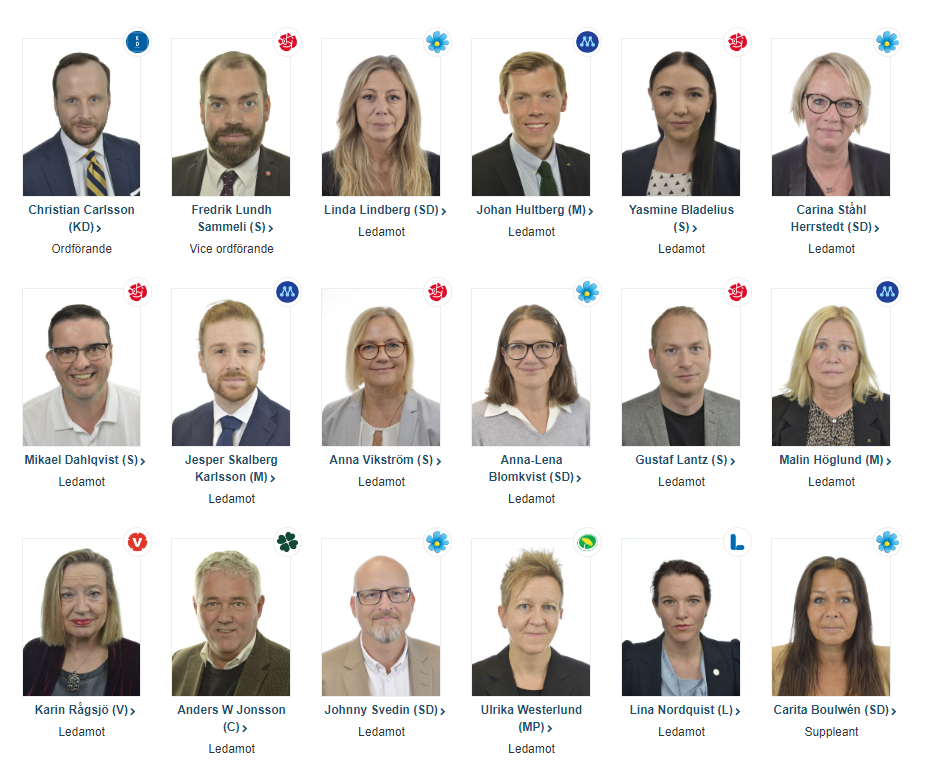 K
D
Christian Carlsson
(KD)
Ordförande
Fredrik Lundh
Sammeli (S)
Vice ordförande
Linda Lindberg (SD)
Ledamot
Johan Hultberg (M)
Ledamot
Yasmine Bladelius
(S)
Ledamot
Carina Ståhl
Herrstedt (SD)
Ledamot
Mikael Dahlqvist (S)
Ledamot
Jesper Skalberg
Karlsson (M)
Ledamot
Anna Vikström (S)
Ledamot
Anna-Lena
Blomkvist (SD)
Ledamot
Gustaf Lantz (S)
Ledamot
Malin Höglund (M)
Ledamot
V
Karin Rågsjö (V)
Ledamot
Anders W Jonsson
(C)
Ledamot
Johnny Svedin (SD)
Ledamot
Ulrika Westerlund
(MP)
Ledamot
L
Lina Nordquist (L)
Ledamot
Carita Boulwén (SD)
Suppleant